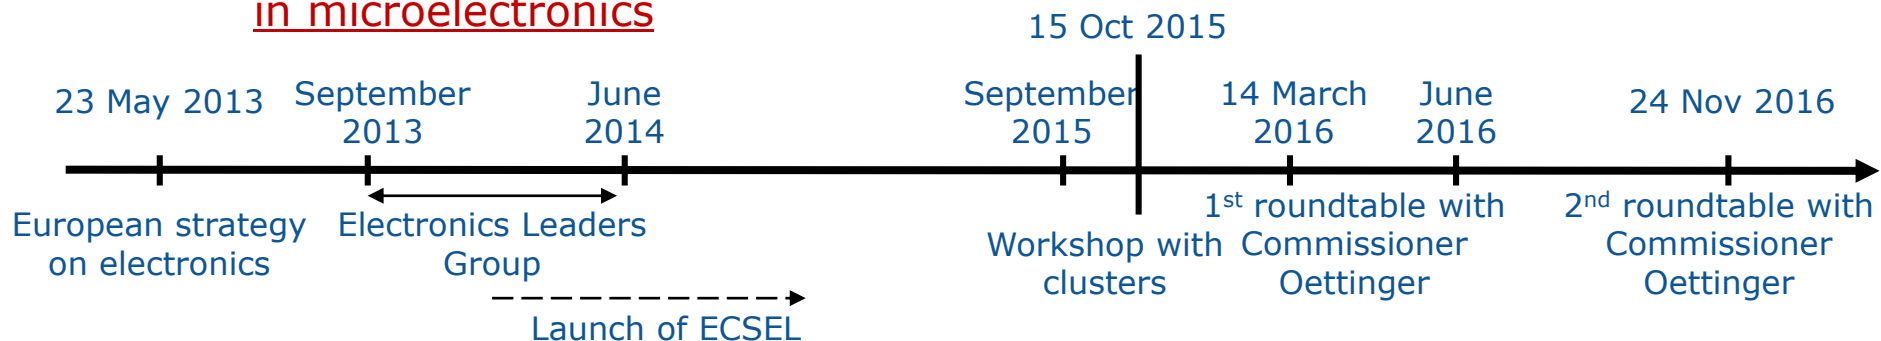 in microelectronics
15 Oct 2015
23 May 2013
September
2013
June
2014
September
2015
14 March
2016
June
2016
24 Nov 2016
European strategy
on electronics
Electronics Leaders
Group
Launch of ECSEL
Workshop with
clusters
1st roundtable with
Commissioner
Oettinger
2nd roundtable with
Commissioner
Oettinger